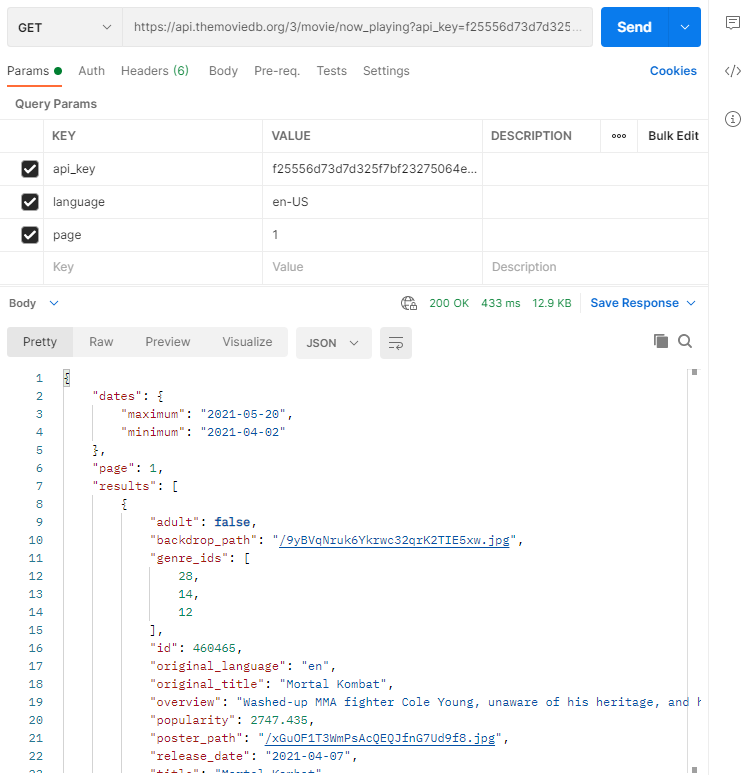 GET https://api.themoviedb.org/3/movie/now_playing?api_key=f25556d73d7d325... Send
Params Auth Headers (6) Body Pre-req. Tests Settings Cookies
Query Params
KEY VALUE DESCRIPTION ooo Bulk Edit
api_key f25556d73d7d325f7bf23275064e...
language en-US
page 1
Key Value Description
Body 200 OK 433 ms 12.9 KB Save Response
Pretty Raw Preview Visualize JSON
1 {
2 "dates": {
3 "maximum": "2021-05-20",
4 "minimum": "2021-04-02"
5 },
6 "page": 1,
7 "results": [
8 {
9 "adult": false,
10 "backdrop_path": "/9yBVqNruk6Ykrwc32qrK2TIE5xw.jpg",
11 "genre_ids": [
12 28,
13 14,
14 12
15 ],
16 "id": 460465,
17 "original_language": "en",
18 "original_title": "Mortal Kombat",
19 "overview": "Washed-up MMA fighter Cole Young, unaware of his heritage, and h
20 "popularity": 2747.435,
21 "poster_path": "/xGuOF1T3WmPsAcQEQJfnG7Ud9f8.jpg",
22 "release_date": "2021-04-07",
23 "title": "Mortal Kombat"